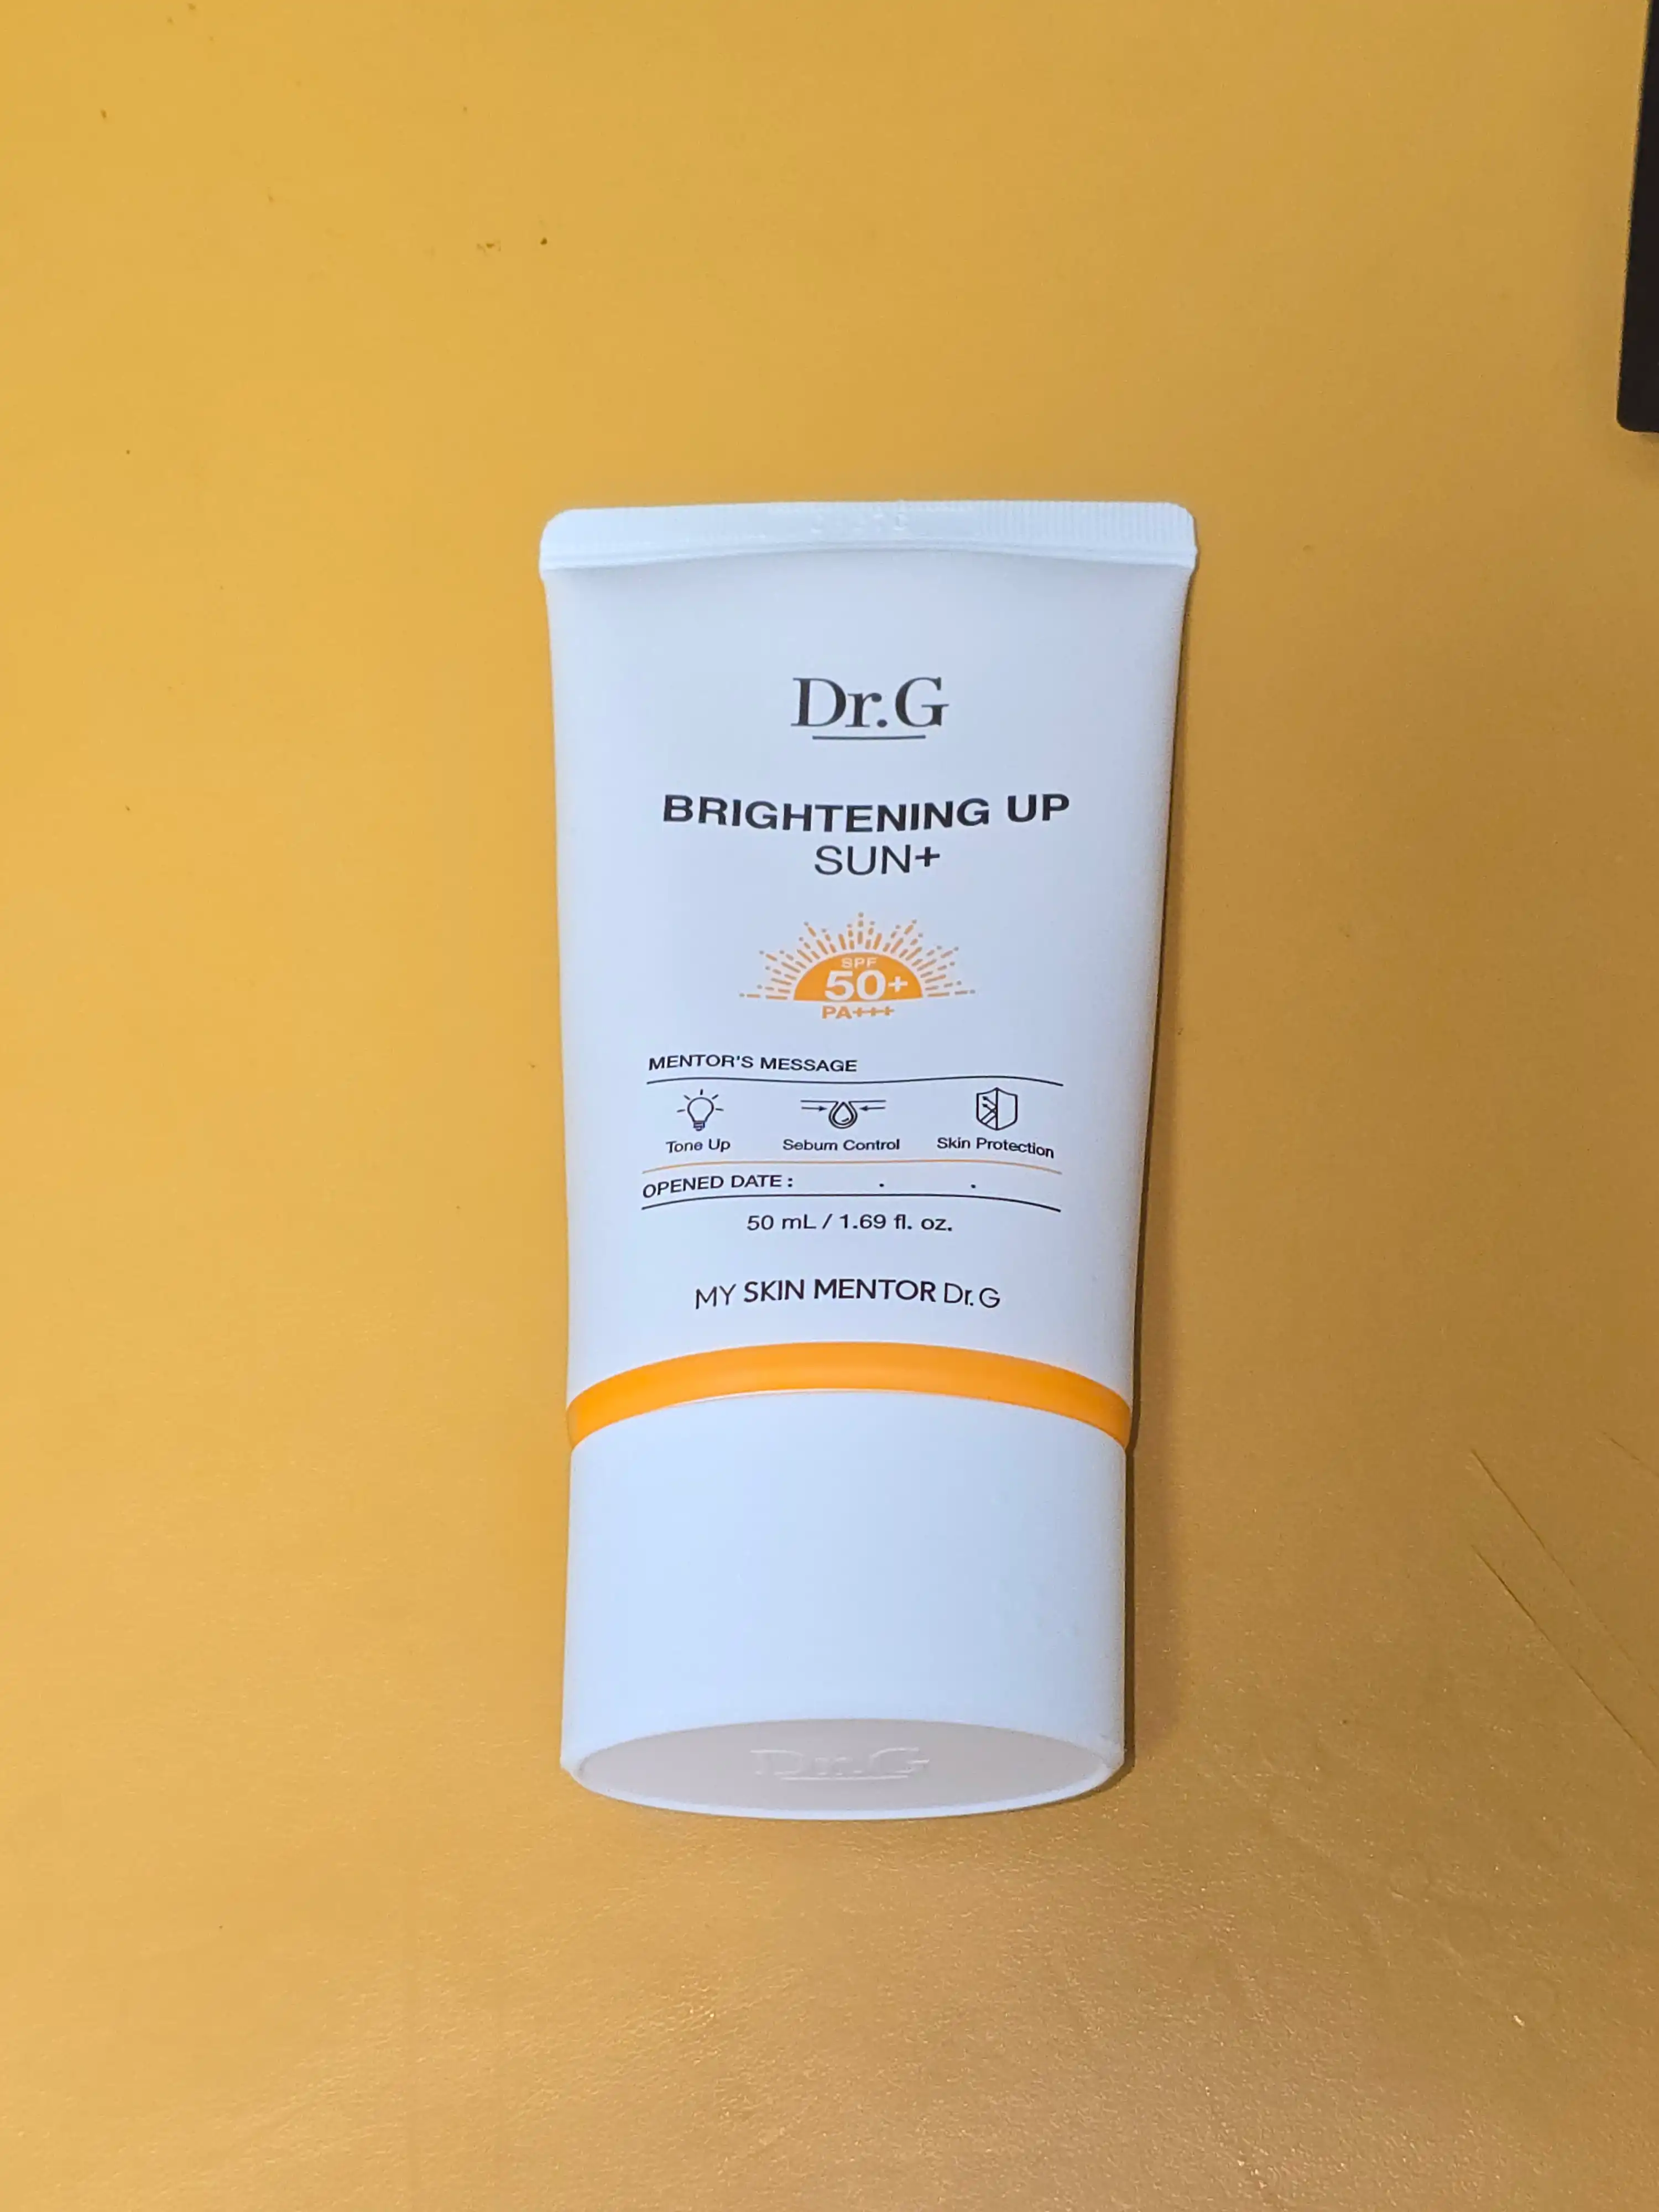 Dr.G
BRIGHTENING UP
SUN+
SPF
50+
PA+++
MENTOR'S MESSAGE
Tone Up Sebum Control Skin Protection
OPENED DATE : . .
50 mL / 1.69 fl. oz.
MY SKIN MENTOR Dr.G
Dr.G